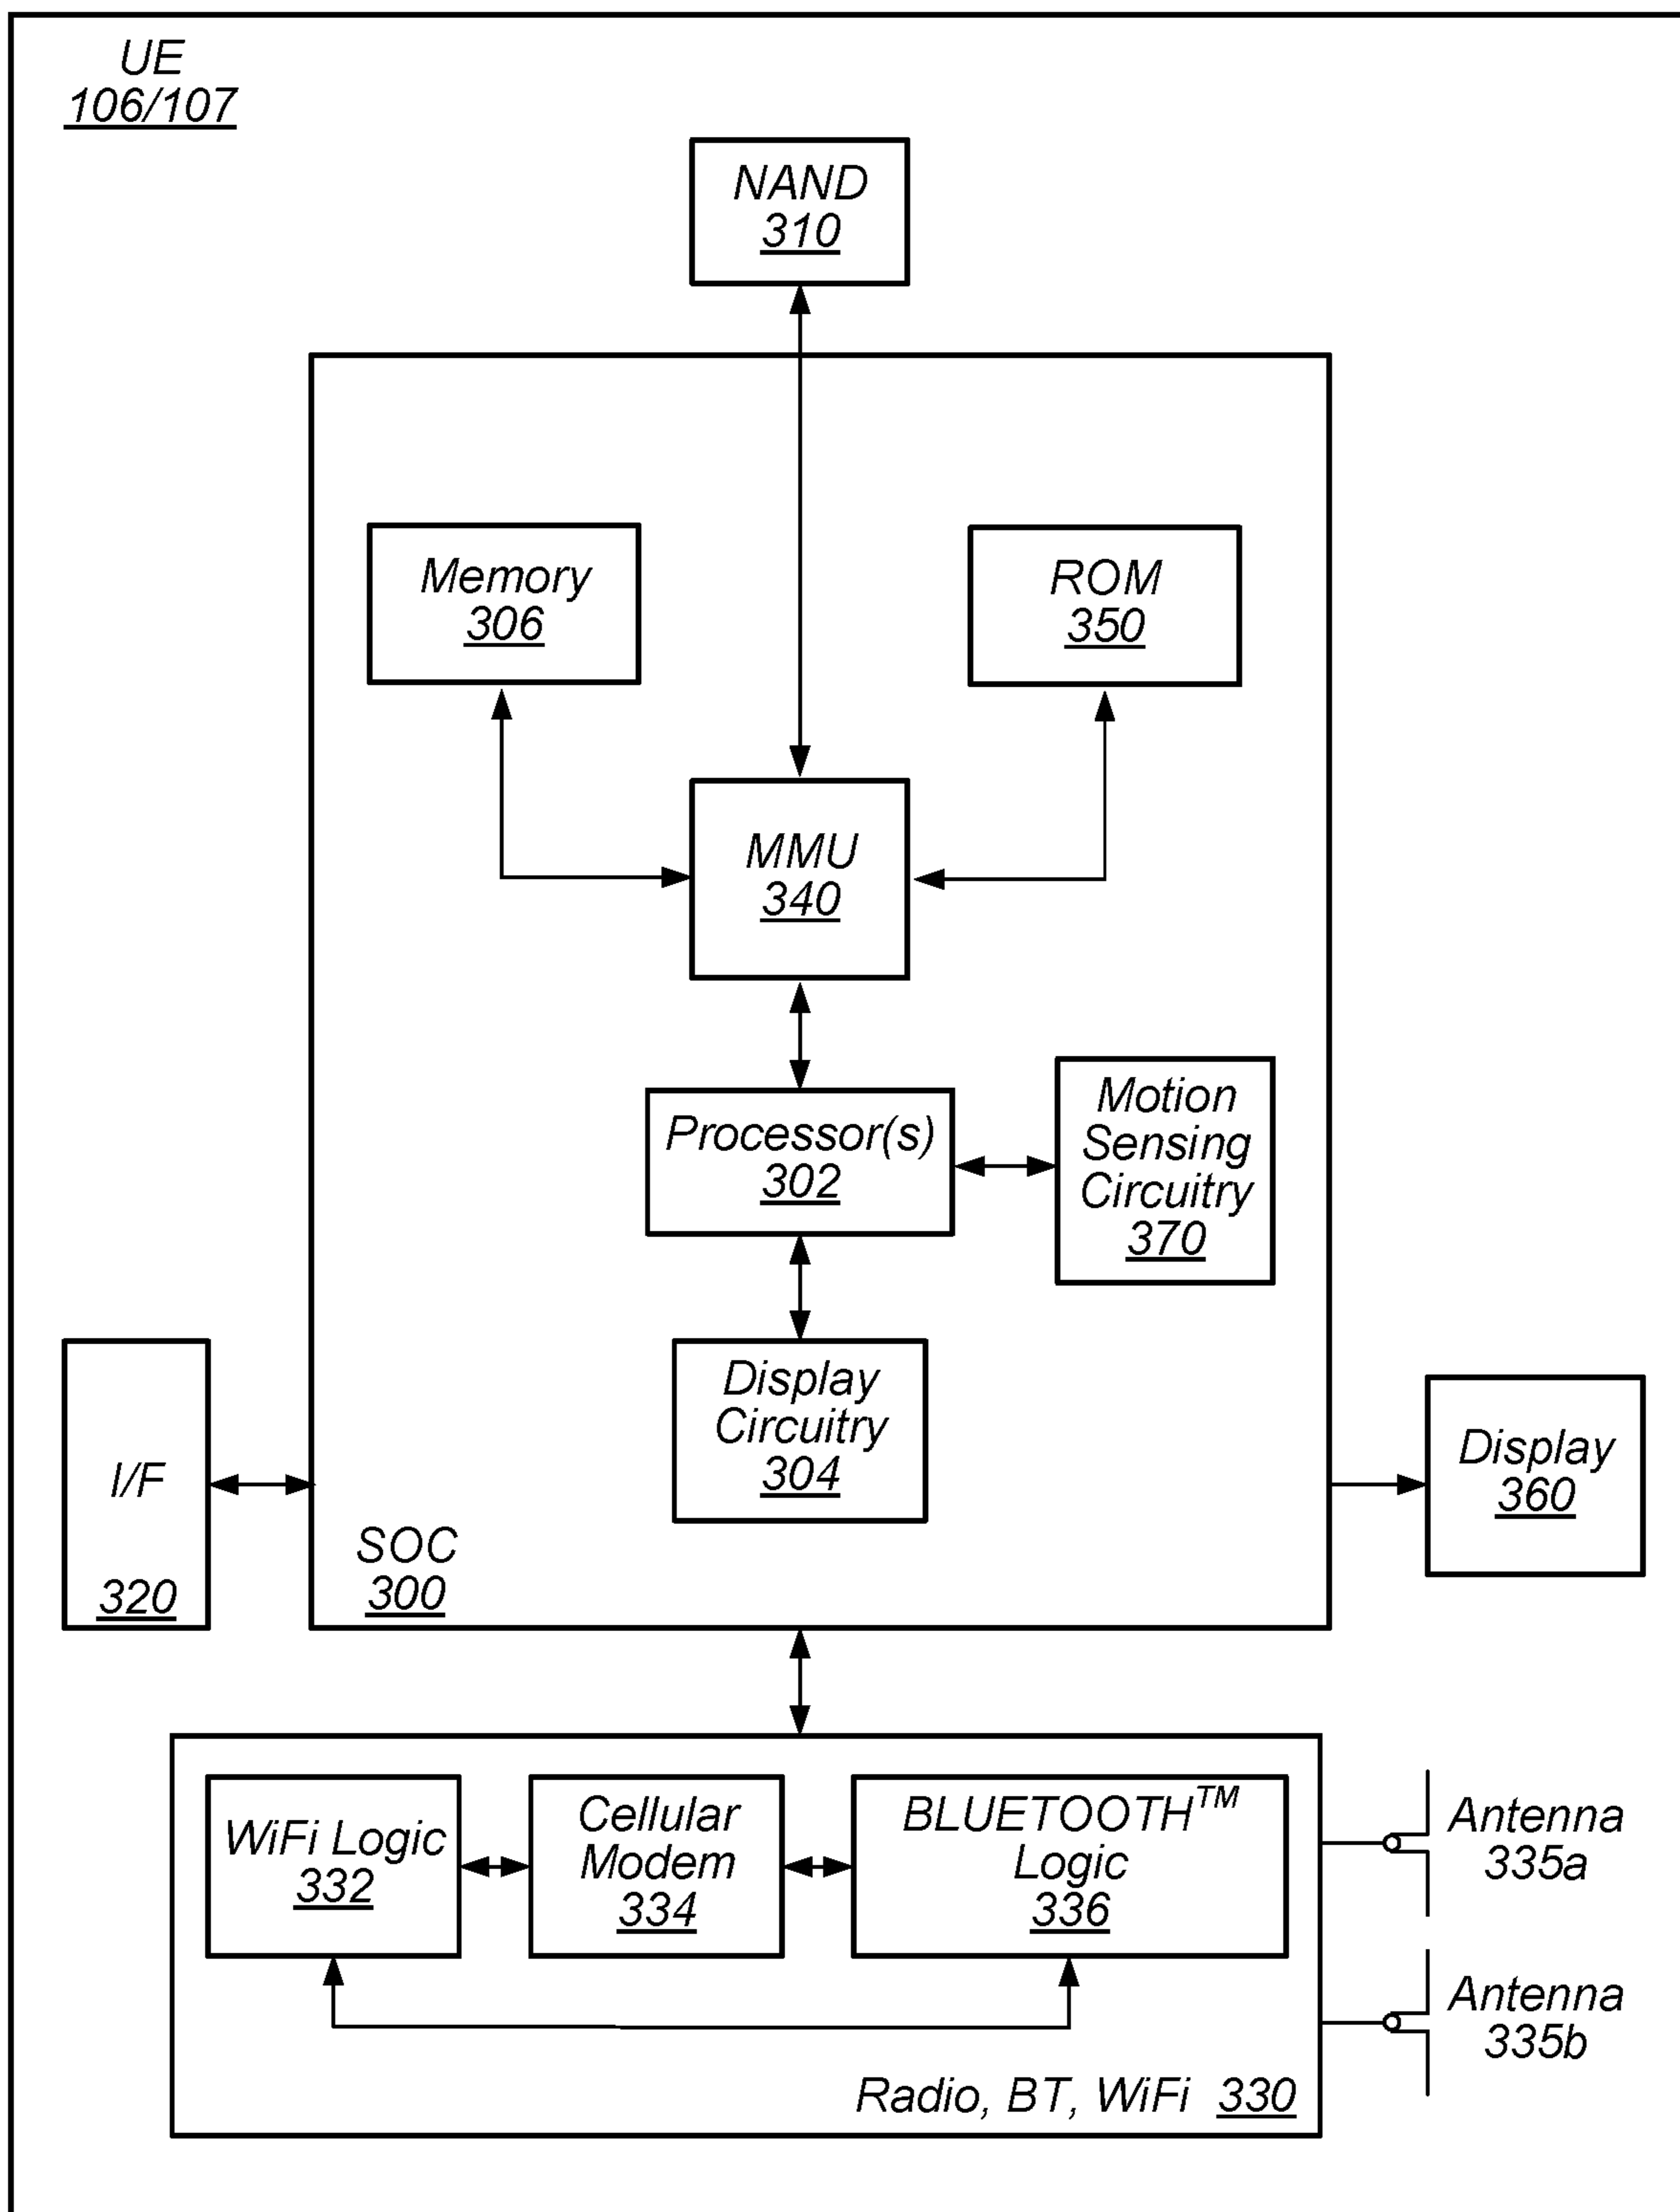 UE
106/107
NAND
310
Memory
306
ROM
350
MMU
340
Processor(s)
302
Motion
Sensing
Circuitry
370
Display
Circuitry
304
I/F
320
SOC
300
Display
360
WiFi Logic
332
Cellular
Modem
334
BLUETOOTH™
Logic
336
Antenna
335a
Antenna
335b
Radio, BT, WiFi 330